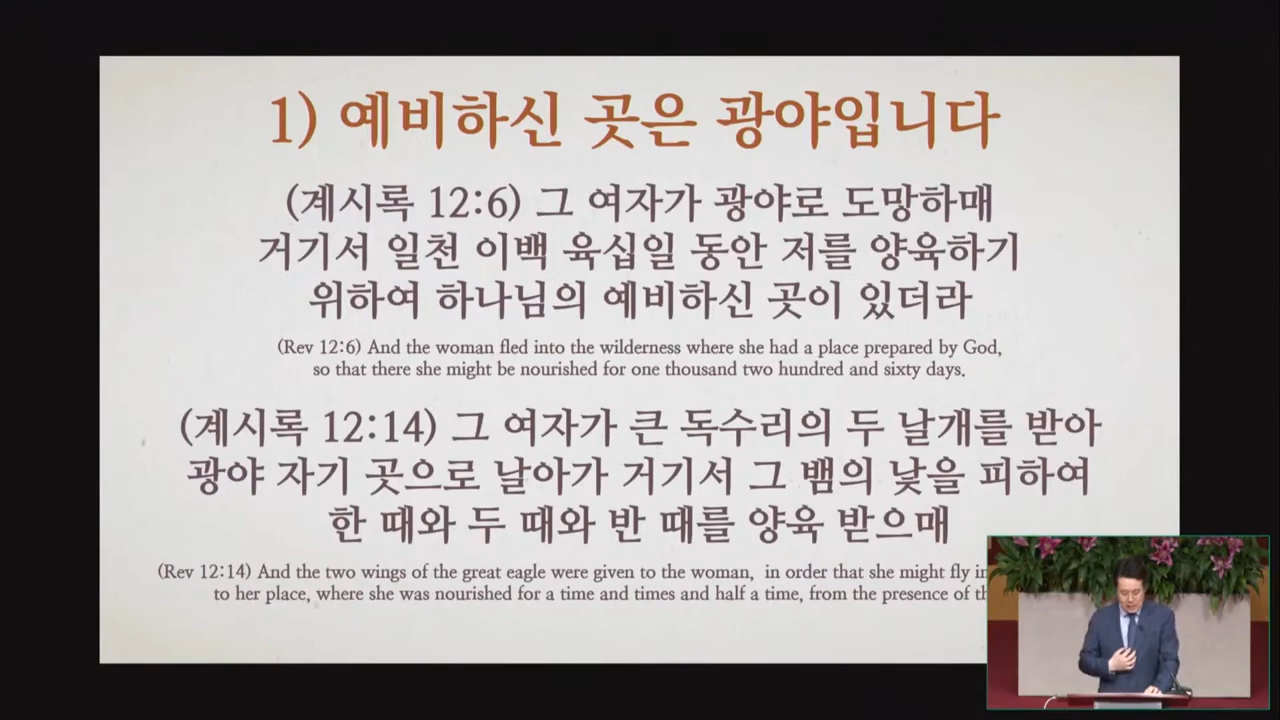 1) 예비하신 곳은 광야입니다
(계시록 12:6) 그 여자가 광야로 도망하매
거기서 일천 이백 육십일 동안 저를 양육하기
위하여 하나님의 예비하신 곳이 있더라
(Rev 12:6) And the woman fled into the wilderness where she had a place prepared by God,
so that there she might be nourished for one thousand two hundred and sixty days.
(계시록 12:14) 그 여자가 큰 독수리의 두 날개를 받아
광야 자기 곳으로 날아가 거기서 그 뱀의 낯을 피하여
한 때와 두 때와 반 때를 양육 받으매
(Rev 12:14) And the two wings of the great eagle were given to the woman, in order that she might fly
to her place, where she was nourished for a time and times and half a time, from the presence of